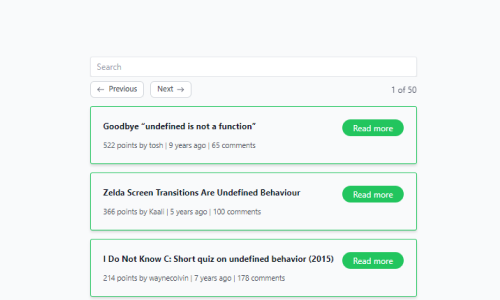 Search
← Previous Next → 1 of 50
Goodbye “undefined is not a function” Read more
522 points by tosh | 9 years ago | 65 comments
Zelda Screen Transitions Are Undefined Behaviour Read more
366 points by Kaali | 5 years ago | 100 comments
I Do Not Know C: Short quiz on undefined behavior (2015) Read more
214 points by waynecolvin | 7 years ago | 178 comments